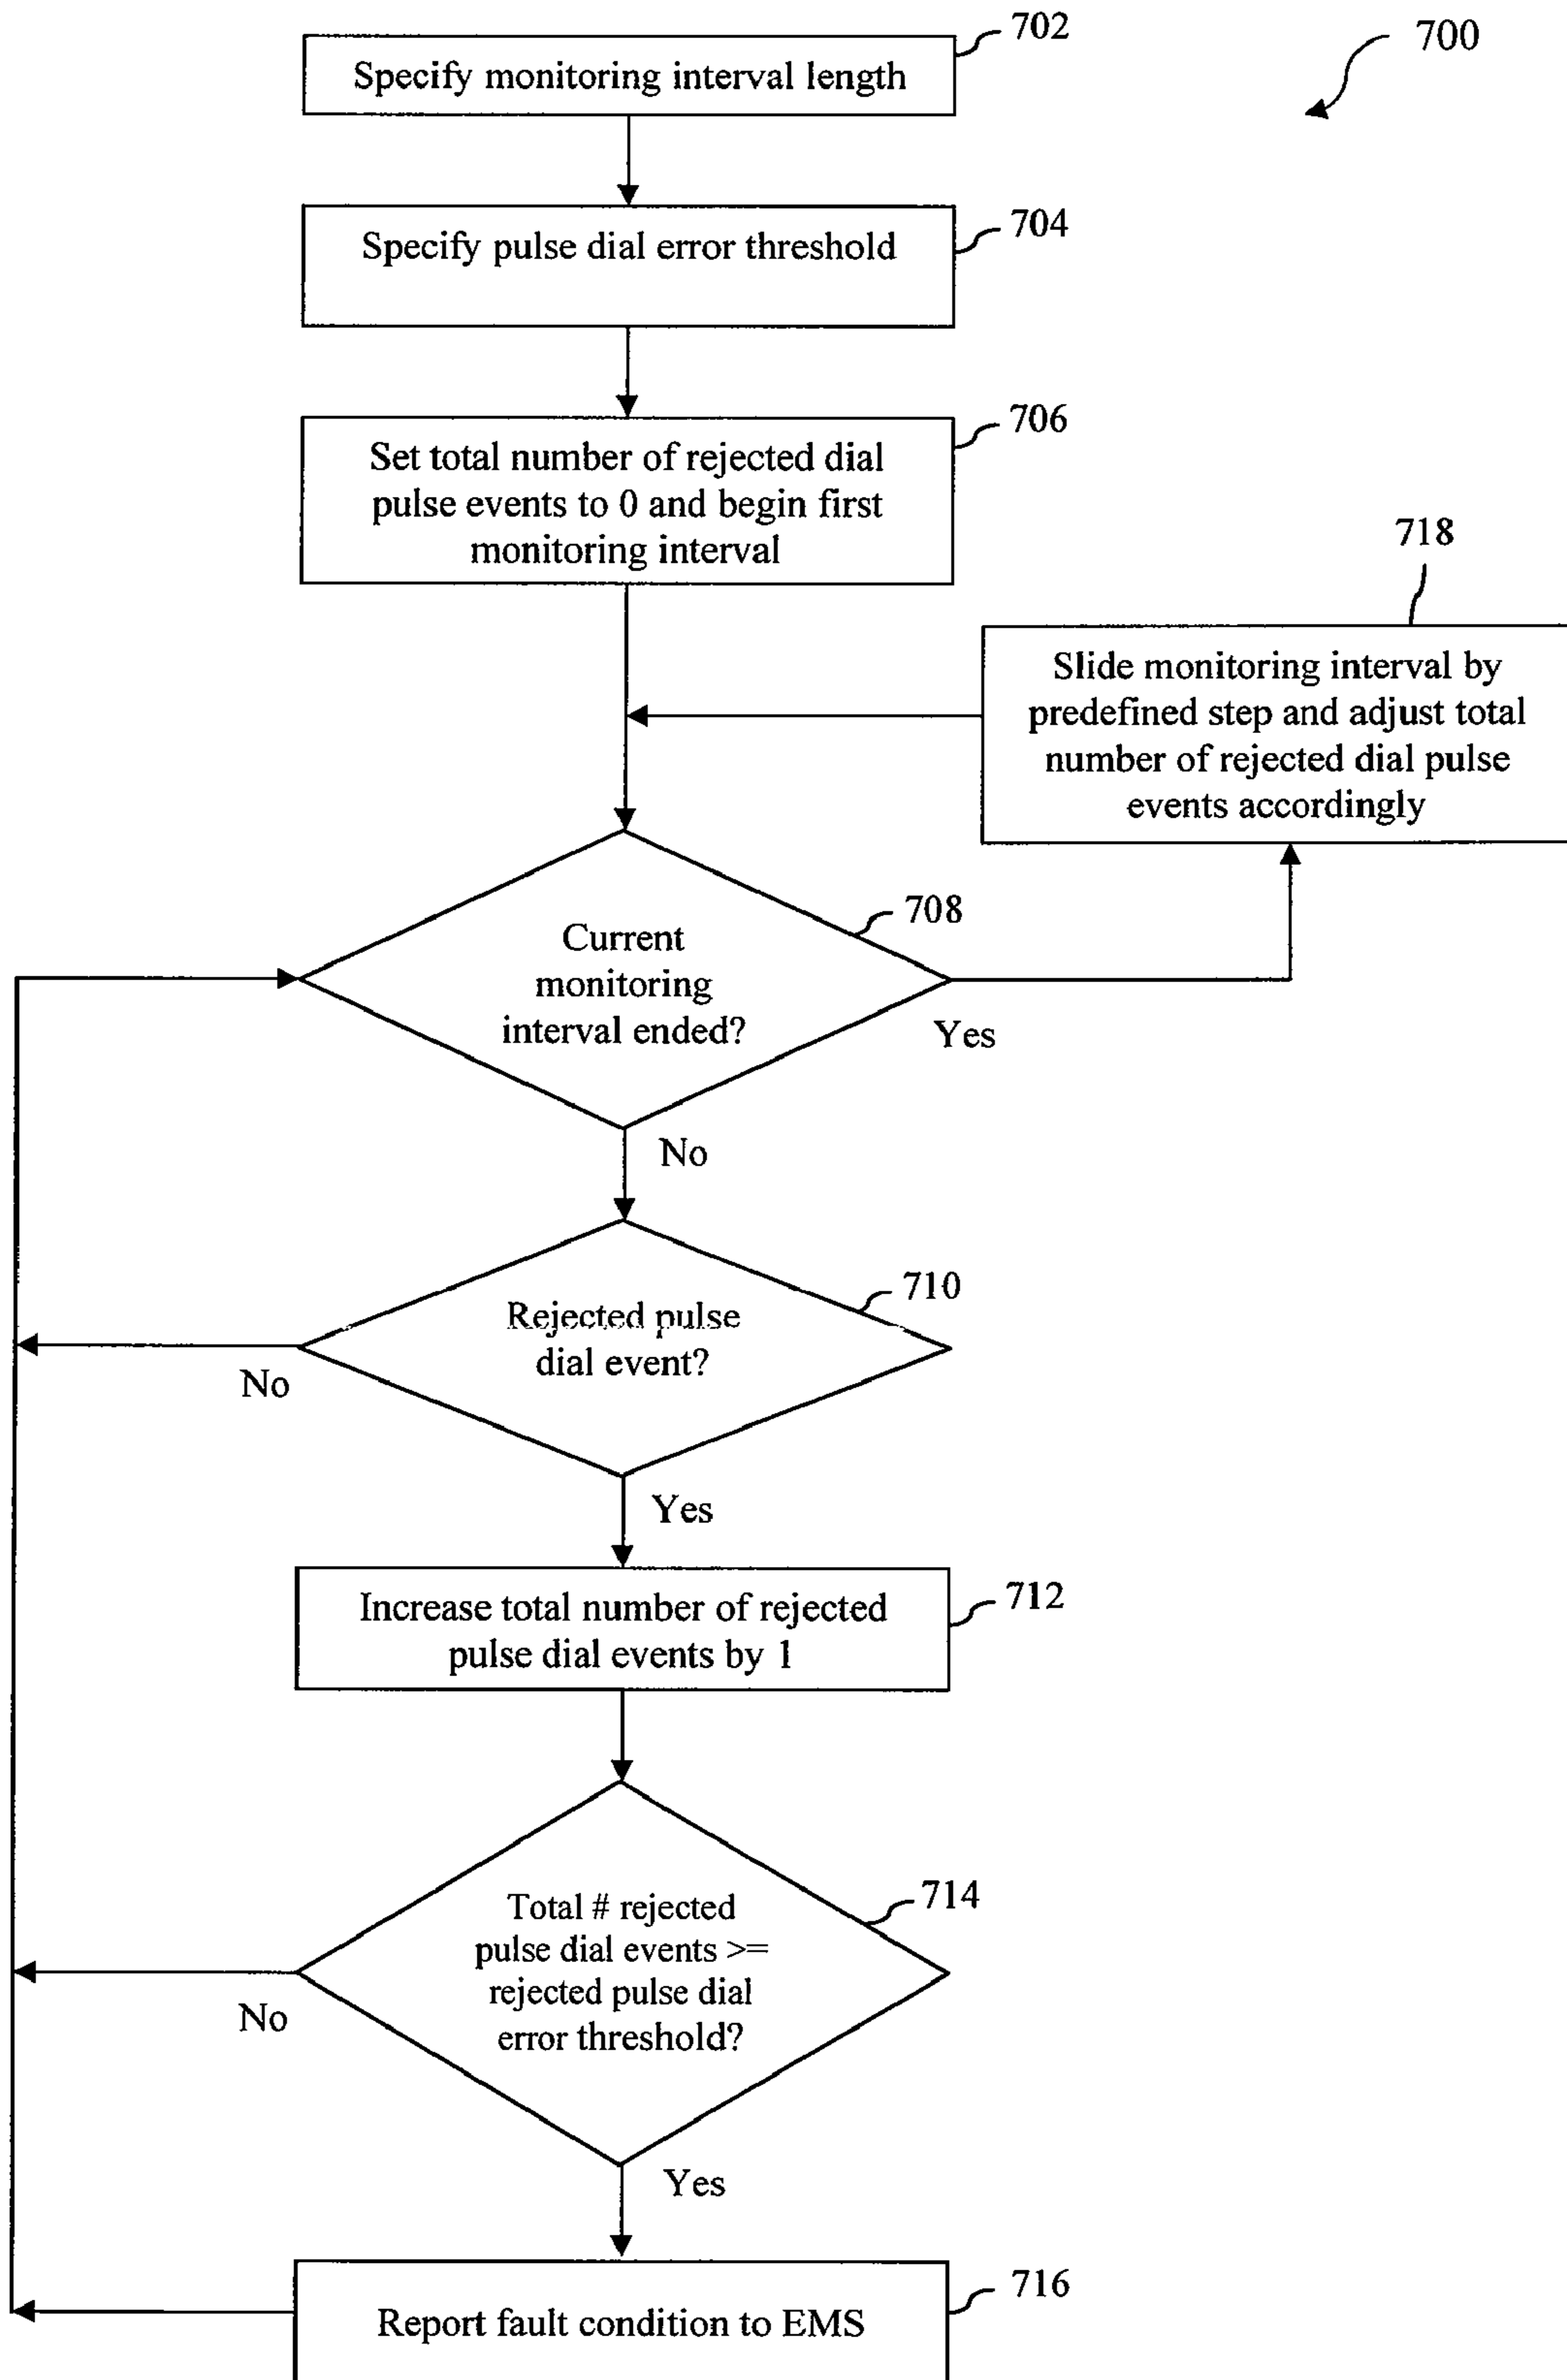 702
700
Specify monitoring interval length
704
Specify pulse dial error threshold
706
Set total number of rejected dial
pulse events to 0 and begin first
monitoring interval
718
Slide monitoring interval by
predefined step and adjust total
number of rejected dial pulse
events accordingly
708
Current
monitoring
interval ended?
Yes
No
710
Rejected pulse
dial event?
No
Yes
712
Increase total number of rejected
pulse dial events by 1
714
Total # rejected
pulse dial events >=
rejected pulse dial
error threshold?
No
Yes
716
Report fault condition to EMS